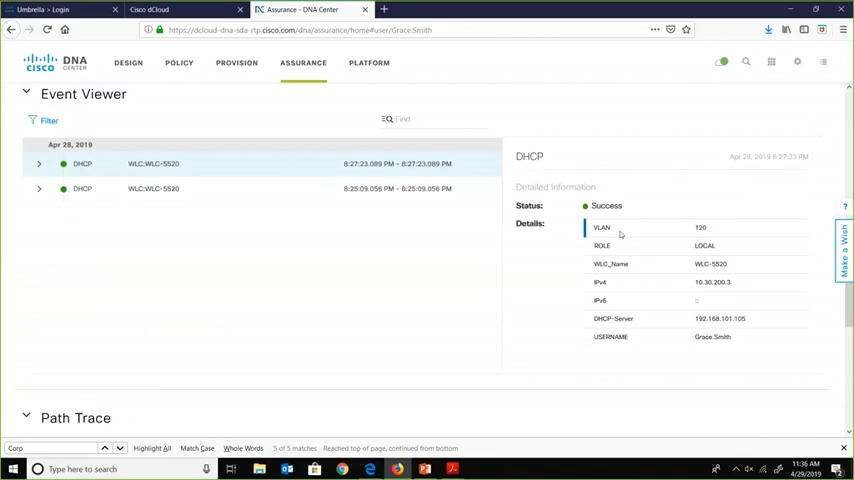 Umbrella > Login
Cisco dCloud
Assurance - DNA Center
https://dcloud-dna-sda-rtp.cisco.com/dna/assurance/home#user/Grace.Smith
CISCO DNA CENTER
DESIGN
POLICY
PROVISION
ASSURANCE
PLATFORM
Event Viewer
Filter
Find
Apr 28, 2019
DHCP WLC:WLC-5520 8:27:23.089 PM - 8:27:23.089 PM
DHCP WLC:WLC-5520 8:25:09.056 PM - 8:25:09.056 PM
DHCP Apr 28, 2019 8:27:23 PM
Detailed Information
Status: Success
Details:
VLAN 120
ROLE LOCAL
WLC_Name WLC-5520
IPv4 10.30.200.3
IPv6 ::
DHCP-Server 192.168.101.105
USERNAME Grace.Smith
?
Make a Wish
Path Trace
Corp Highlight All Match Case Whole Words 5 of 5 matches Reached top of page, continued from bottom
Type here to search
11:36 AM
4/29/2019
2